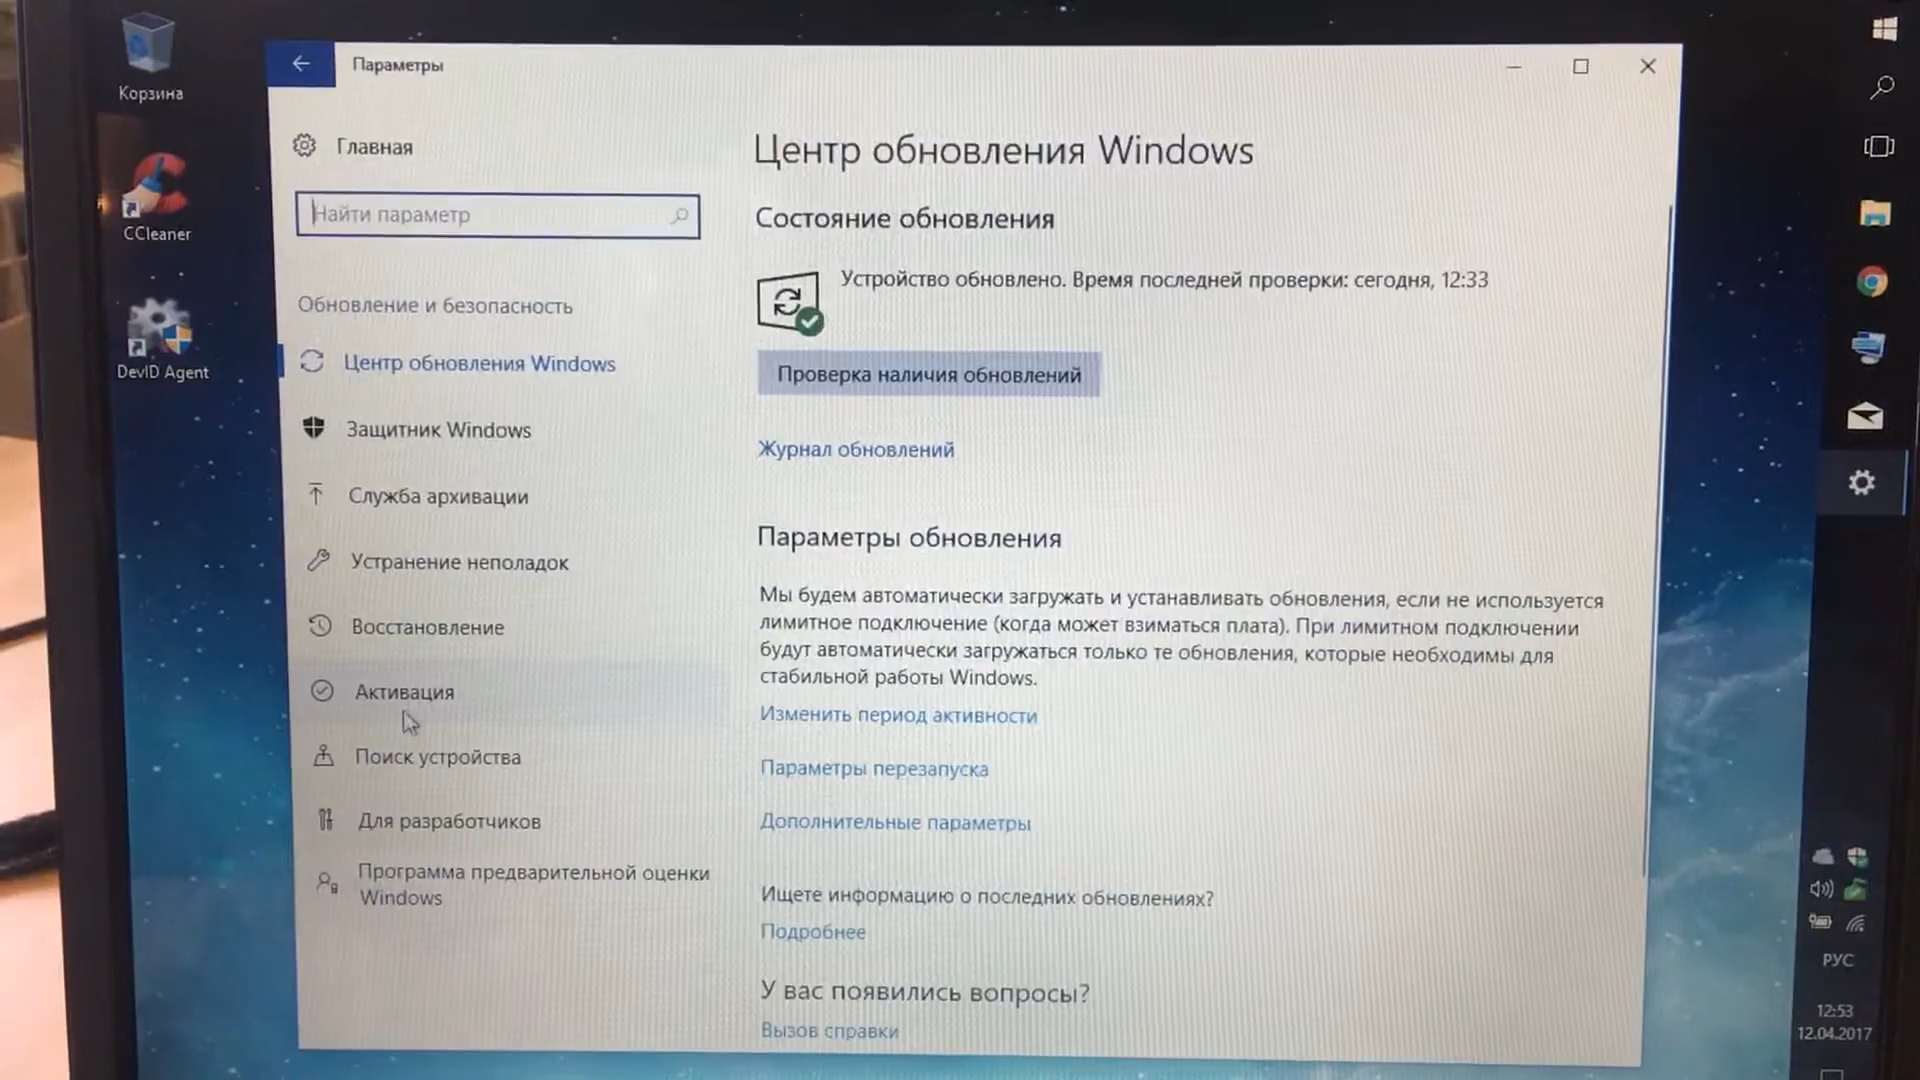 Корзина
CCleaner
DevID Agent
Параметры
Главная
Найти параметр
Обновление и безопасность
Центр обновления Windows
Защитник Windows
Служба архивации
Устранение неполадок
Восстановление
Активация
Поиск устройства
Для разработчиков
Программа предварительной оценки
Windows
Центр обновления Windows
Состояние обновления
Устройство обновлено. Время последней проверки: сегодня, 12:33
Проверка наличия обновлений
Журнал обновлений
Параметры обновления
Мы будем автоматически загружать и устанавливать обновления, если не используется
лимитное подключение (когда может взиматься плата). При лимитном подключении
будут автоматически загружаться только те обновления, которые необходимы для
стабильной работы Windows.
Изменить период активности
Параметры перезапуска
Дополнительные параметры
Ищете информацию о последних обновлениях?
Подробнее
У вас появились вопросы?
Вызов справки
РУС
12:53
12.04.2017